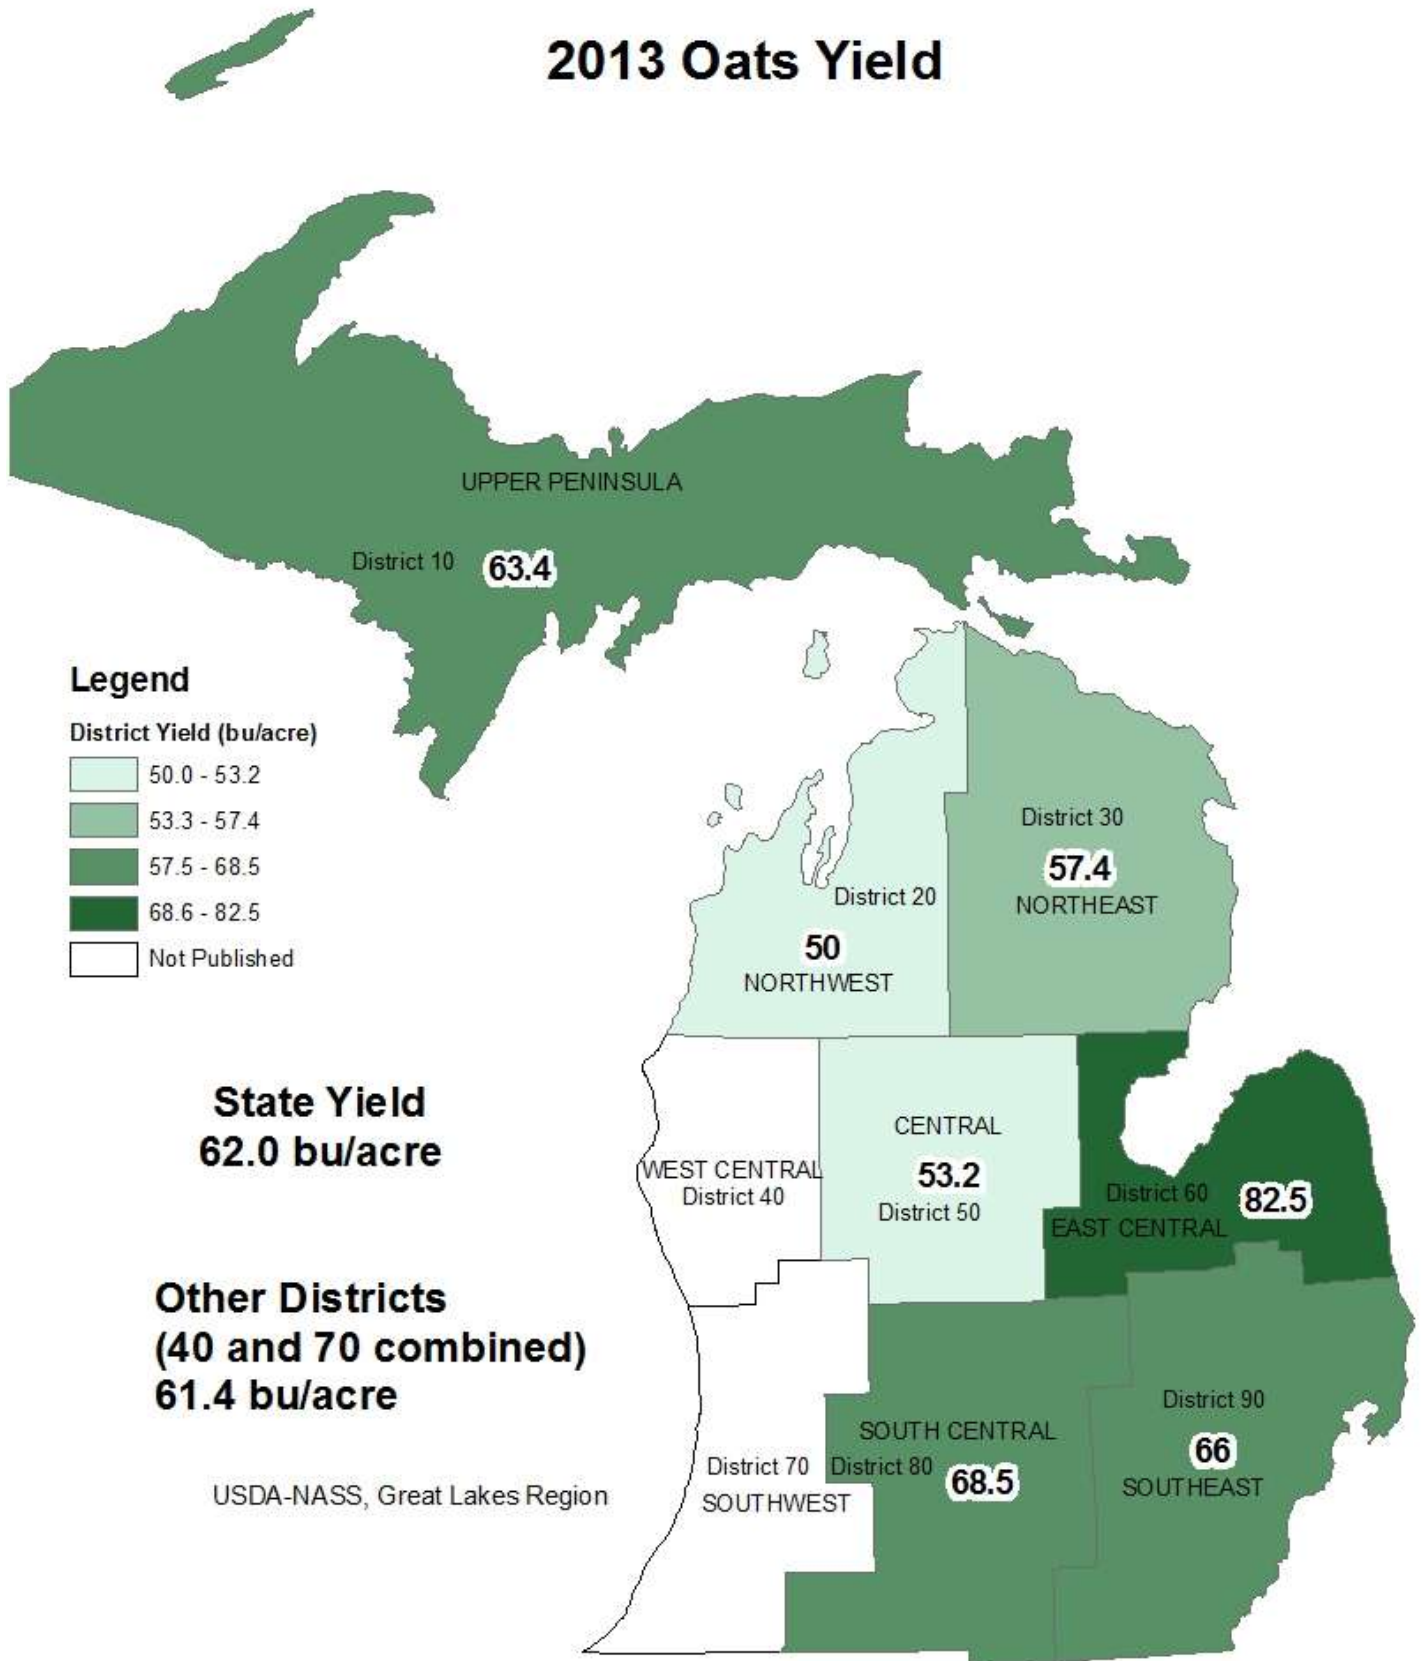 2013 Oats Yield
UPPER PENINSULA
District 10
63.4
Legend
District Yield (bu/acre)
50.0 - 53.2
53.3 - 57.4
57.5 - 68.5
68.6 - 82.5
Not Published
District 30
57.4
NORTHEAST
District 20
50
NORTHWEST
State Yield
62.0 bu/acre
WEST CENTRAL
District 40
CENTRAL
53.2
District 50
District 60
82.5
EAST CENTRAL
Other Districts
(40 and 70 combined)
61.4 bu/acre
USDA-NASS, Great Lakes Region
District 70
SOUTHWEST
SOUTH CENTRAL
District 80
68.5
District 90
66
SOUTHEAST